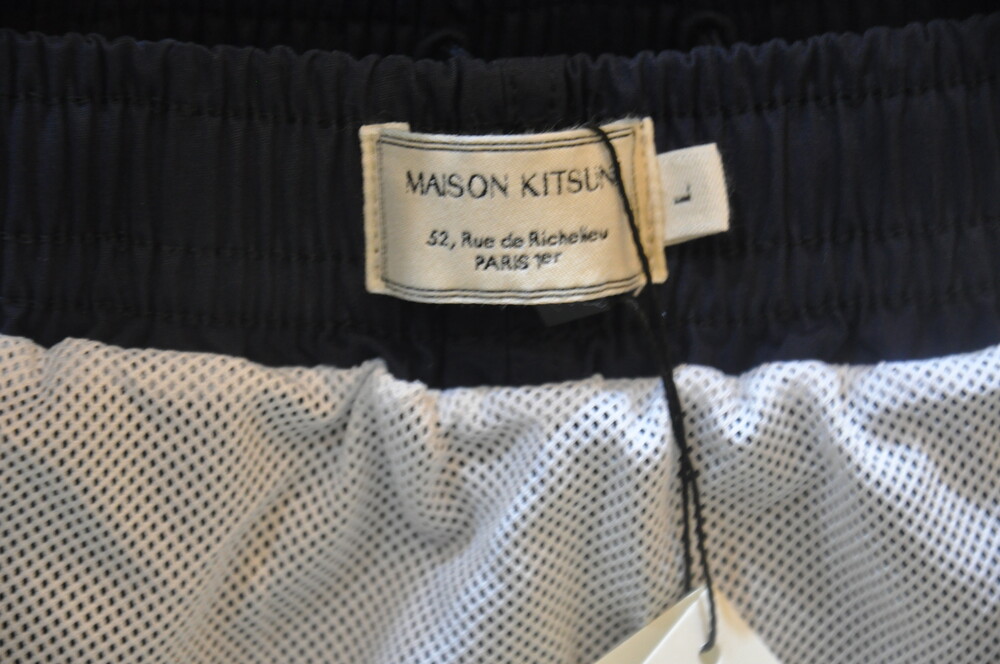 MAISON KITSUN
52, Rue de Richelieu
PARIS 1er
L